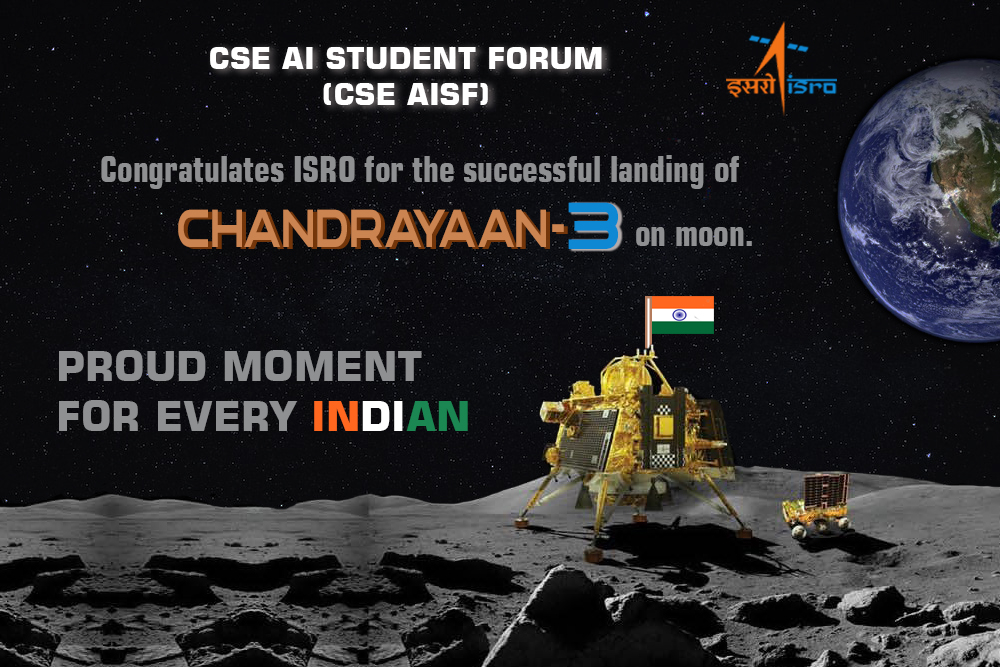 CSE AI STUDENT FORUM
(CSE AISF)
इसरो isro
Congratulates ISRO for the successful landing of
CHANDRAYAAN-3 on moon.
PROUD MOMENT
FOR EVERY INDIAN